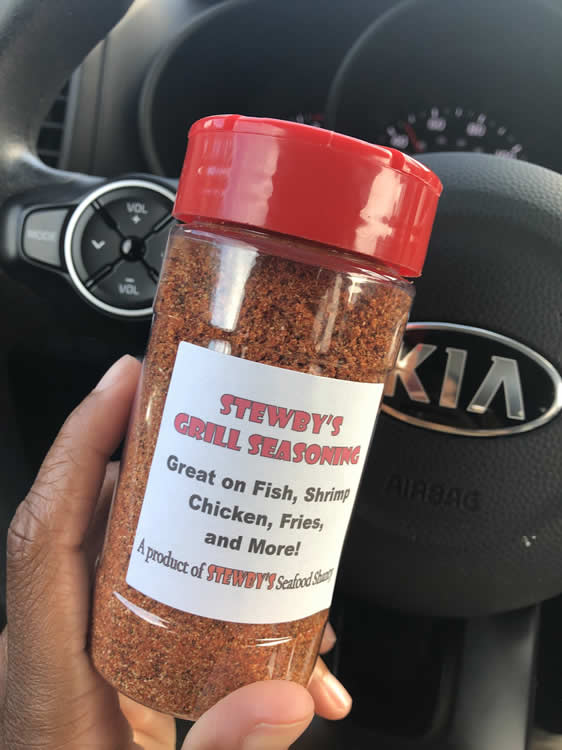 VOL
+
MODE
VOL
STEWBY'S
GRILL SEASONING
Great on Fish, Shrimp
Chicken, Fries,
and More!
A product of STEWBY'S Seafood Shanty
KIA
AIRBAG